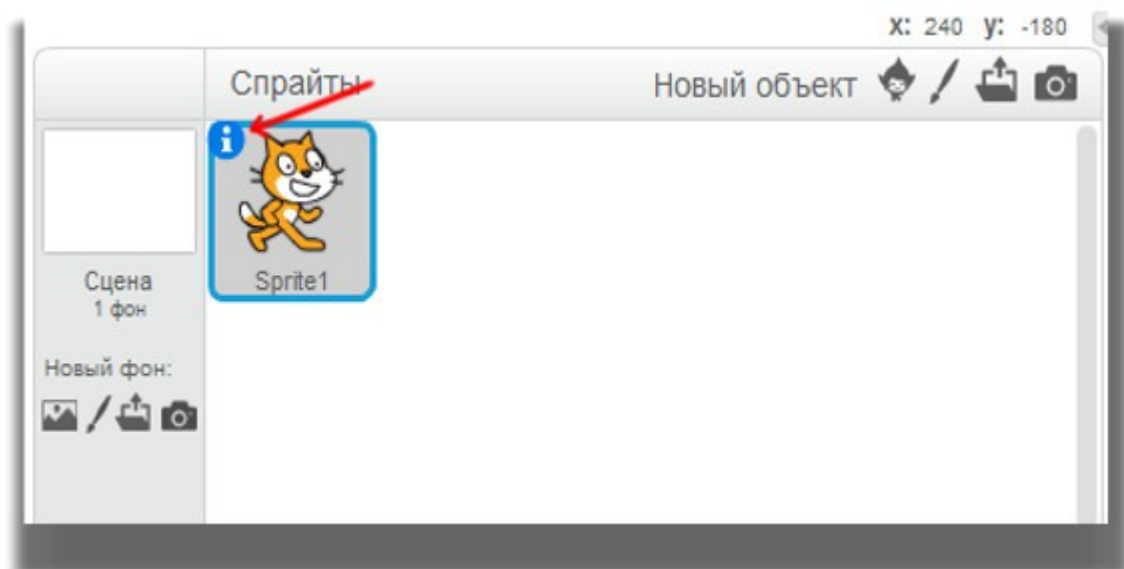 x: 240 y: -180
Спрайты
Новый объект
i
Sprite1
Сцена
1 фон
Новый фон: